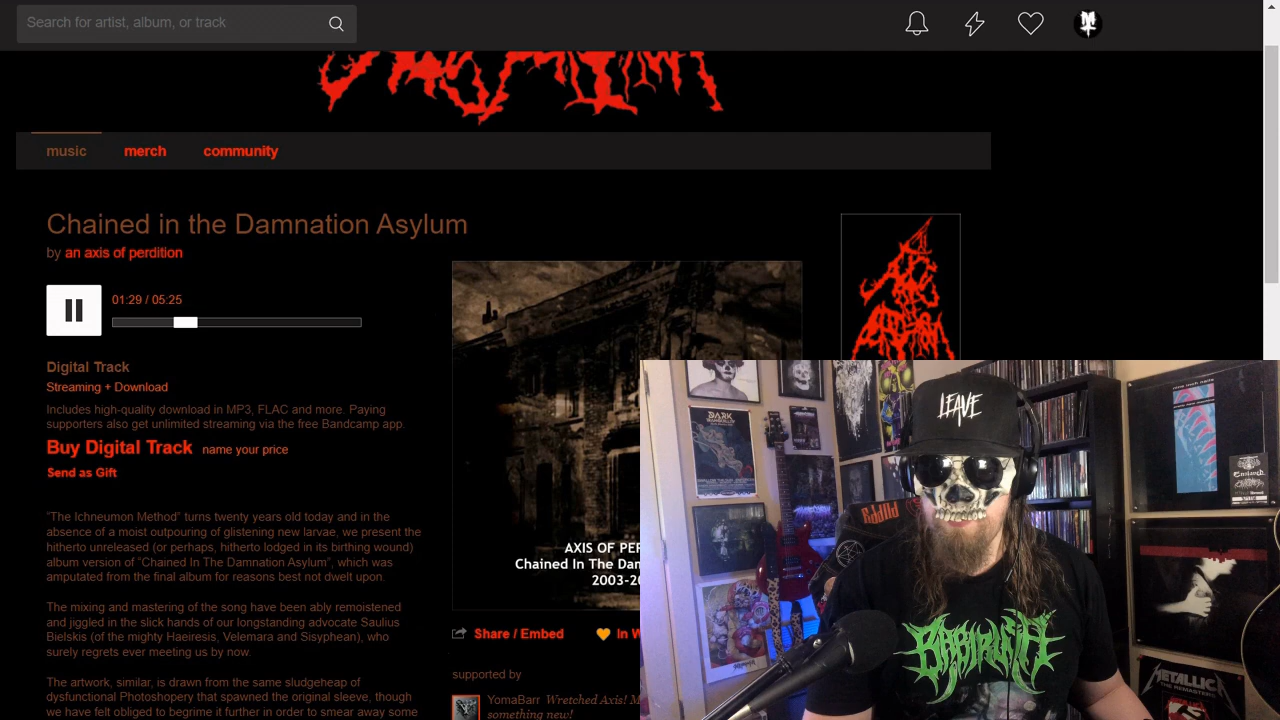 Search for artist, album, or track
music
merch
community
Chained in the Damnation Asylum
by an axis of perdition
01:29 / 05:25
Digital Track
Streaming + Download
Includes high-quality download in MP3, FLAC and more. Paying
supporters also get unlimited streaming via the free Bandcamp app.
Buy Digital Track name your price
Send as Gift
"The Ichneumon Method" turns twenty years old today and in the
absence of a moist outpouring of glistening new larvae, we present the
hitherto unreleased (or perhaps, hitherto lodged in its birthing wound)
album version of "Chained In The Damnation Asylum", which was
amputated from the final album for reasons best not dwelt upon.
The mixing and mastering of the song have been ably remoistened
and jiggled in the slick hands of our longstanding advocate Saulius
Bielskis (of the mighty Haeiresis, Velemara and Sisyphean), who
surely regrets ever meeting us by now.
The artwork, similar, is drawn from the same sludgeheap of
dysfunctional Photoshopery that spawned the original sleeve, though
we have felt obliged to begrime it further in order to smear away some
AXIS OF PER
Chained In The Dam
2003-20
Share / Embed
In W
supported by
YomaBarr Wretched Axis! M
something new!
LEAVE
DARK
TRANQUILLITY
BABIRUSA
METALLICA